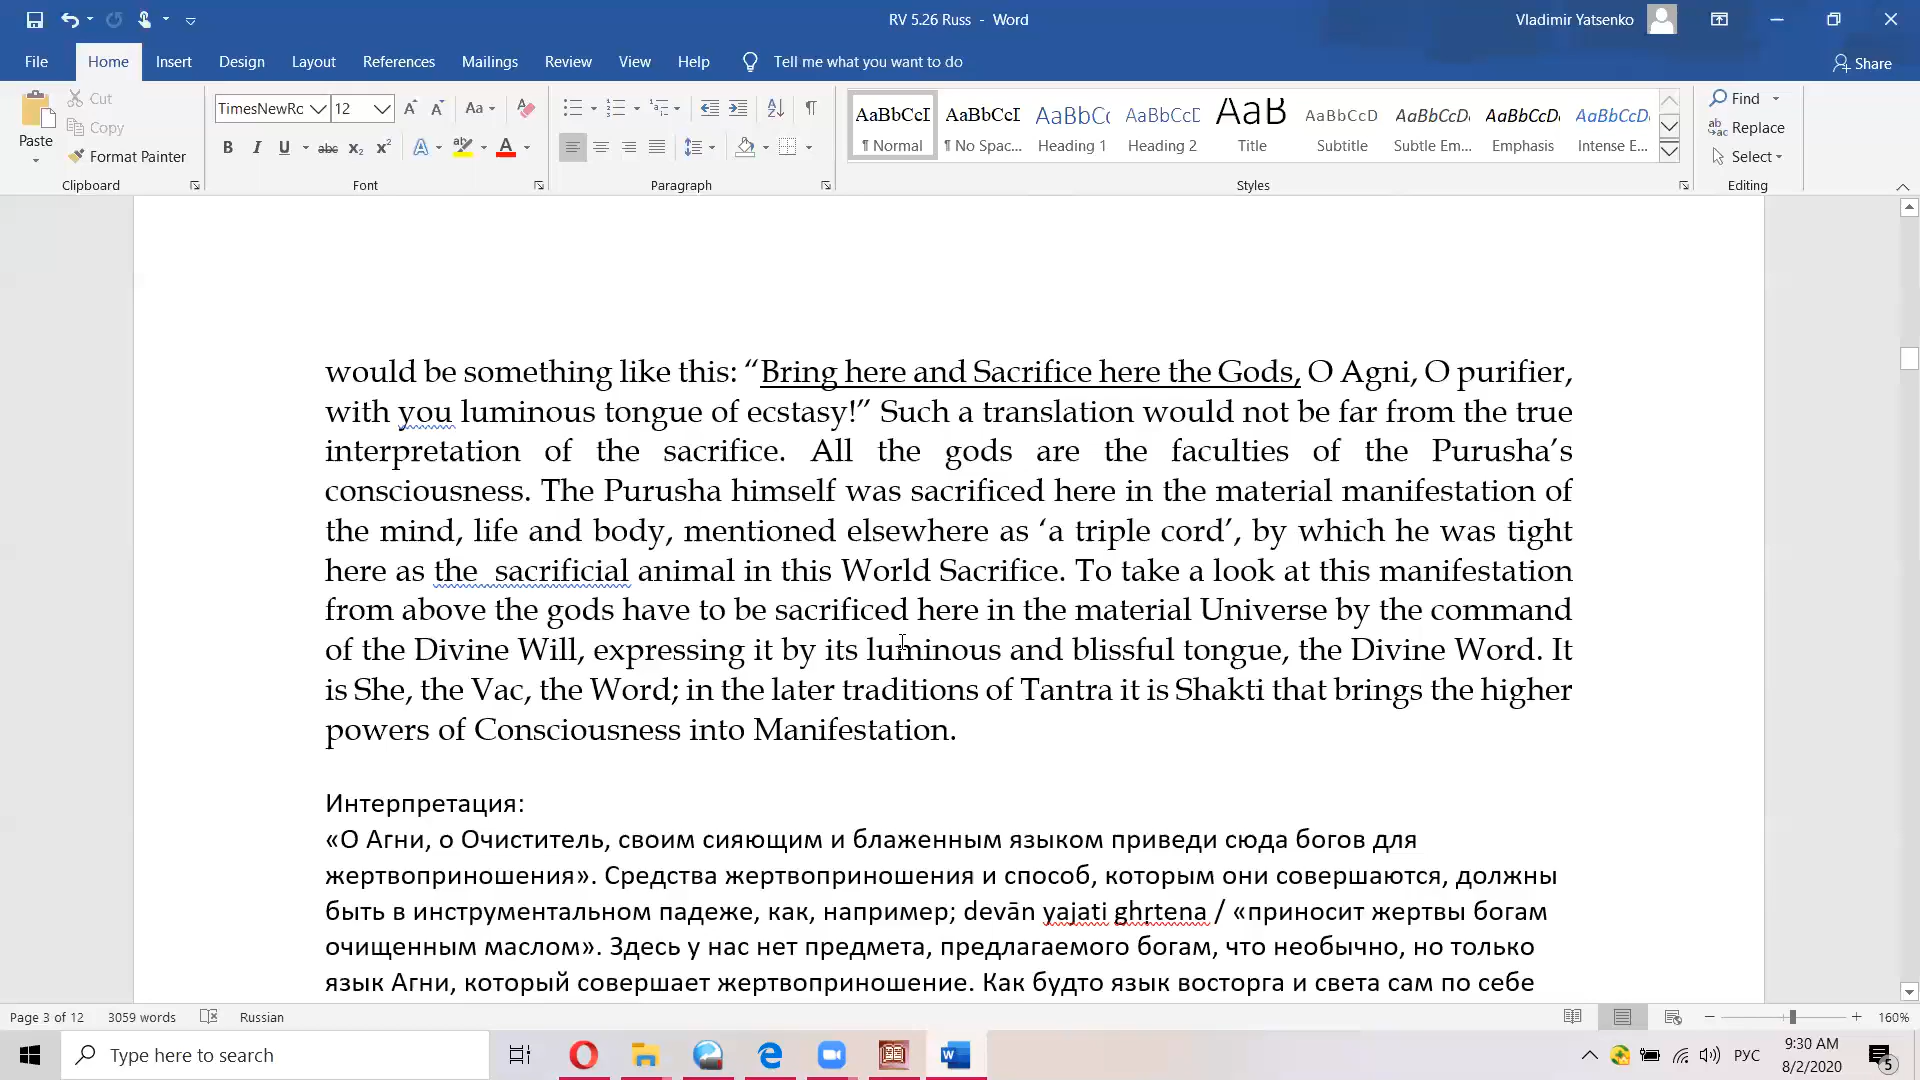 RV 5.26 Russ - Word
Vladimir Yatsenko
File Home Insert Design Layout References Mailings Review View Help Tell me what you want to do Share
Paste
Cut
Copy
Format Painter
Clipboard
TimesNewRc 12
Font
Paragraph
AaBbCcI AaBbCcI AaBbCc AaBbCcD AaB AaBbCcD AaBbCcD. AaBbCcD. AaBbCcD.
¶ Normal ¶ No Spac... Heading 1 Heading 2 Title Subtitle Subtle Em... Emphasis Intense E...
Styles
Find
Replace
Select
Editing
would be something like this: “Bring here and Sacrifice here the Gods, O Agni, O purifier,
with you luminous tongue of ecstasy!” Such a translation would not be far from the true
interpretation of the sacrifice. All the gods are the faculties of the Purusha’s
consciousness. The Purusha himself was sacrificed here in the material manifestation of
the mind, life and body, mentioned elsewhere as ‘a triple cord’, by which he was tight
here as the sacrificial animal in this World Sacrifice. To take a look at this manifestation
from above the gods have to be sacrificed here in the material Universe by the command
of the Divine Will, expressing it by its luminous and blissful tongue, the Divine Word. It
is She, the Vac, the Word; in the later traditions of Tantra it is Shakti that brings the higher
powers of Consciousness into Manifestation.
Интерпретация:
«О Агни, о Очиститель, своим сияющим и блаженным языком приведи сюда богов для
жертвоприношения». Средства жертвоприношения и способ, которым они совершаются, должны
быть в инструментальном падеже, как, например; devān yajati ghṛtena / «приносит жертвы богам
очищенным маслом». Здесь у нас нет предмета, предлагаемого богам, что необычно, но только
язык Агни, который совершает жертвоприношение. Как будто язык восторга и света сам по себе
Page 3 of 12 3059 words Russian 160%
Type here to search
РУС
9:30 AM
8/2/2020
5